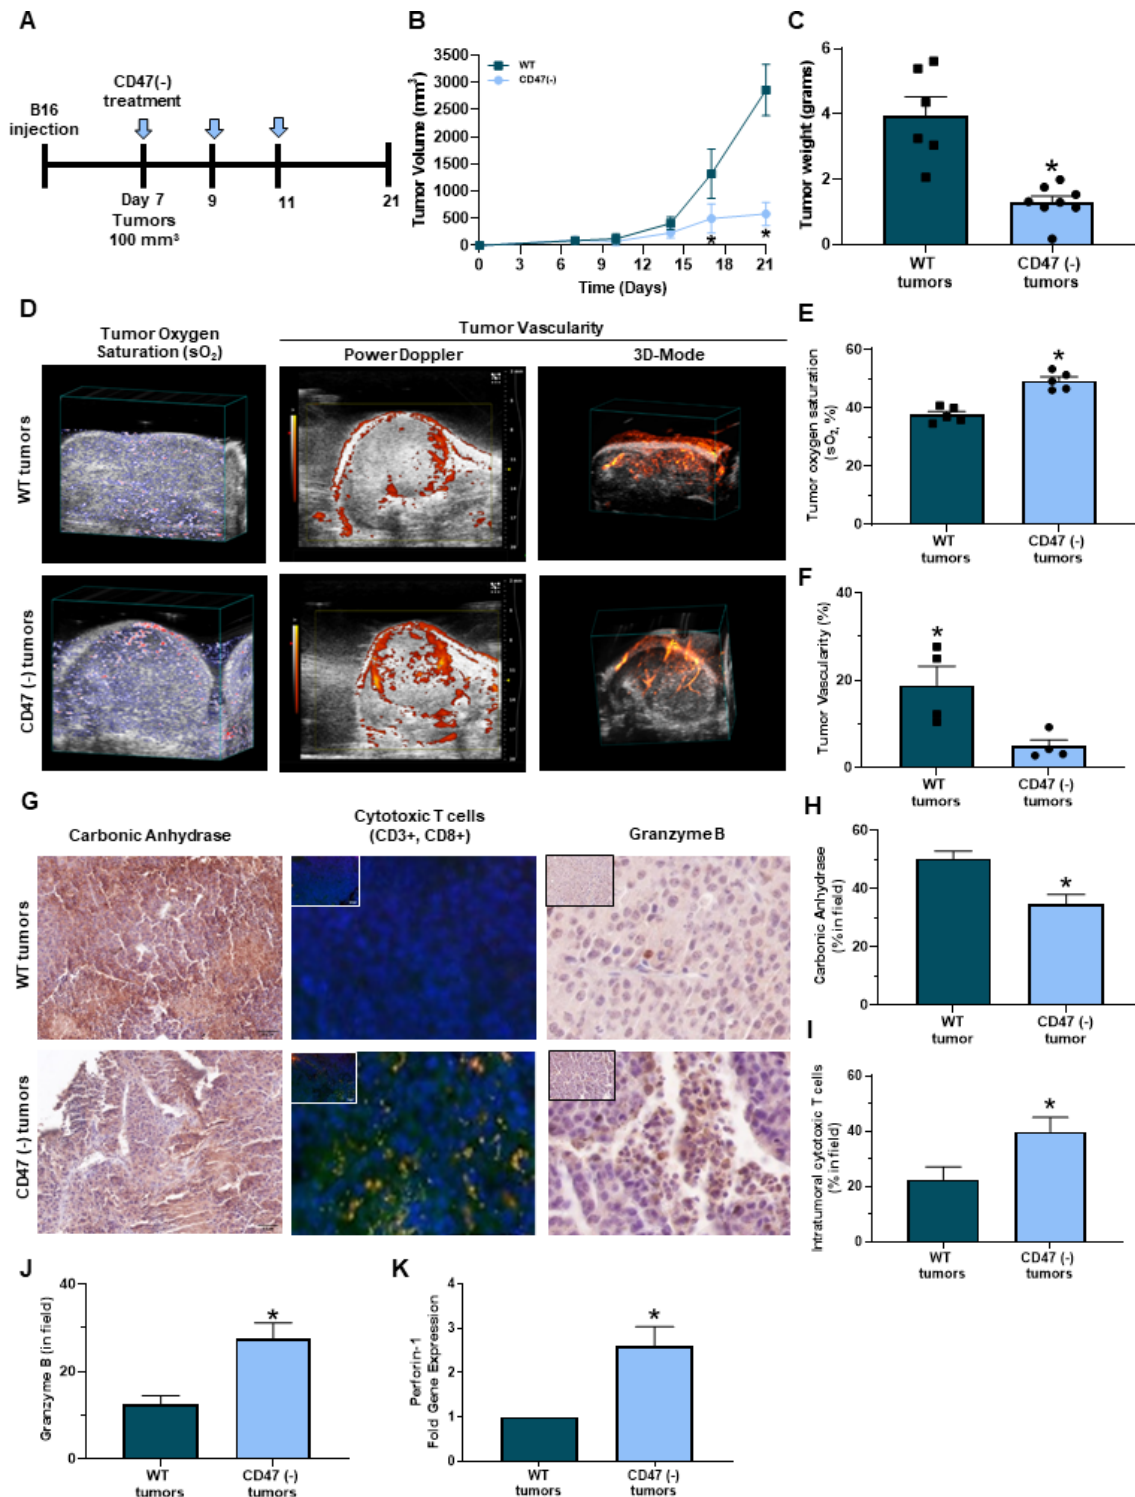 A
B16
injection
CD47(-)
treatment
Day 7
Tumors
100 mm³
9
11
21
B
Tumor Volume (mm³)
3500
3000
2500
2000
1500
1000
500
0
WT
CD47(-)
*
*
0
3
6
9
12
15
18
21
Time (Days)
C
Tumor weight (grams)
6
4
2
0
*
WT
tumors
CD47 (-)
tumors
D
Tumor Oxygen
Saturation (sO₂)
Tumor Vascularity
Power Doppler
3D-Mode
WT tumors
CD47 (-) tumors
E
Tumor oxygen saturation
(sO₂, %)
60
40
20
0
*
WT
tumors
CD47 (-)
tumors
F
Tumor Vascularity (%)
40
20
0
*
WT
tumors
CD47 (-)
tumors
G
Carbonic Anhydrase
Cytotoxic T cells
(CD3+, CD8+)
Granzyme B
WT tumors
CD47 (-) tumors
H
Carbonic Anhydrase
(% in field)
60
40
20
0
*
WT
tumor
CD47 (-)
tumor
I
Intratumoral cytotoxic T cells
(% in field)
60
40
20
0
*
WT
tumors
CD47 (-)
tumors
J
Granzyme B (in field)
40
20
0
*
WT
tumors
CD47 (-)
tumors
K
Perforin-1
Fold Gene Expression
4
3
2
1
0
*
WT
tumors
CD47 (-)
tumors